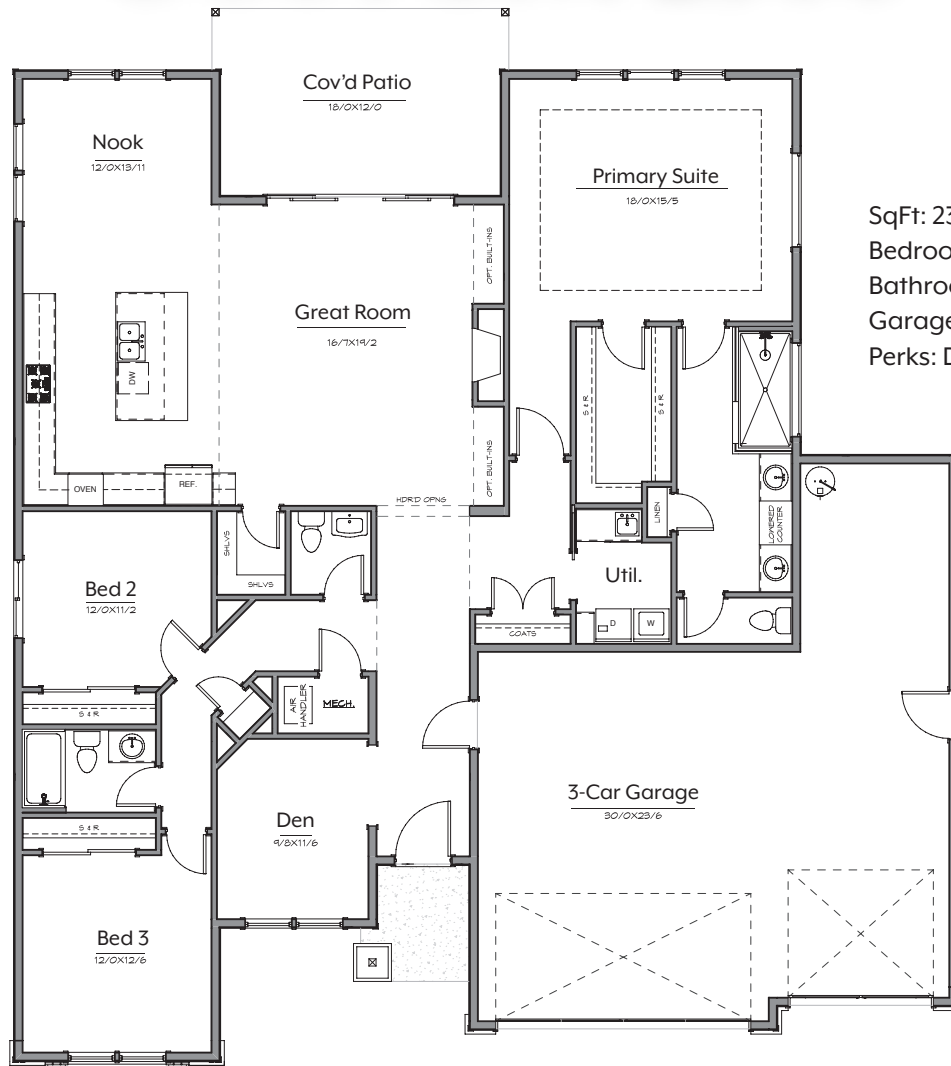 Cov'd Patio
18/0X12/0
Nook
12/0X13/11
Primary Suite
18/0X15/5
SqFt: 23
Bedroo
Bathro
Garage
Perks: D
OPT. BUILT-INS
Great Room
16/7X19/2
DW
S & R
S & R
OPT. BUILT-INS
OVEN
REF.
HDR'D OPNG
LINEN
LOWERED
COUNTER
SHLVS
SHLVS
Bed 2
12/0X11/2
Util.
D
W
COATS
AIR
HANDLER
MECH.
S & R
3-Car Garage
30/0X23/6
Den
9/8X11/6
S & R
Bed 3
12/0X12/6